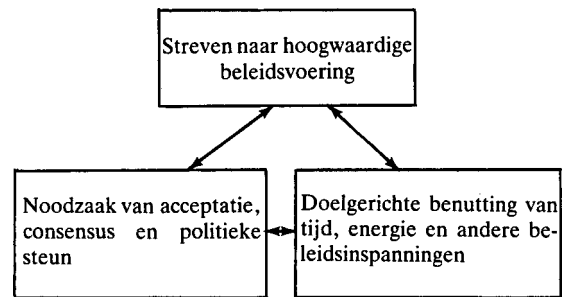 Streven naar hoogwaardige
beleidsvoering
Noodzaak van acceptatie,
consensus en politieke
steun
Doelgerichte benutting van
tijd, energie en andere be-
leidsinspanningen